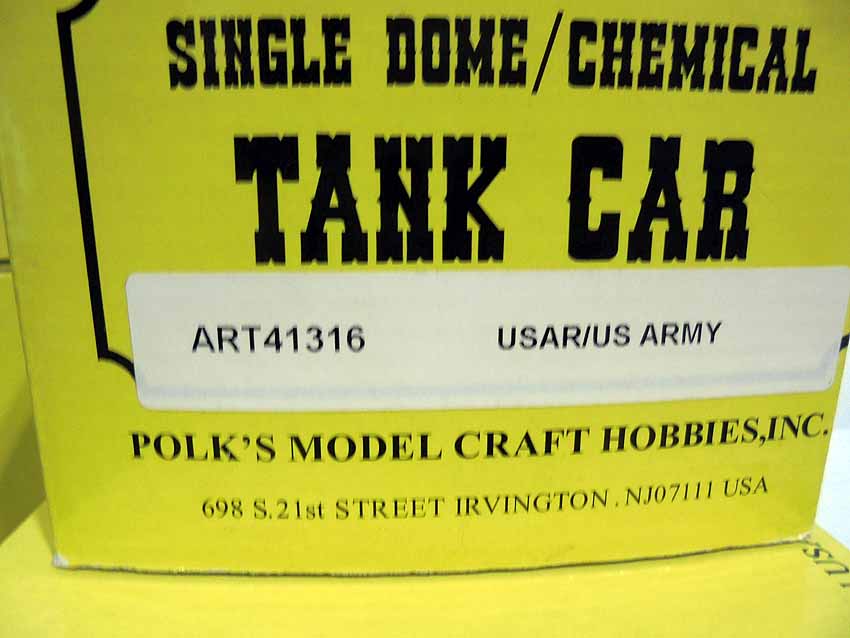 SINGLE DOME/CHEMICAL
TANK CAR
ART41316 USAR/US ARMY
POLK'S MODEL CRAFT HOBBIES,INC.
698 S.21st STREET IRVINGTON . NJ07111 USA
USA